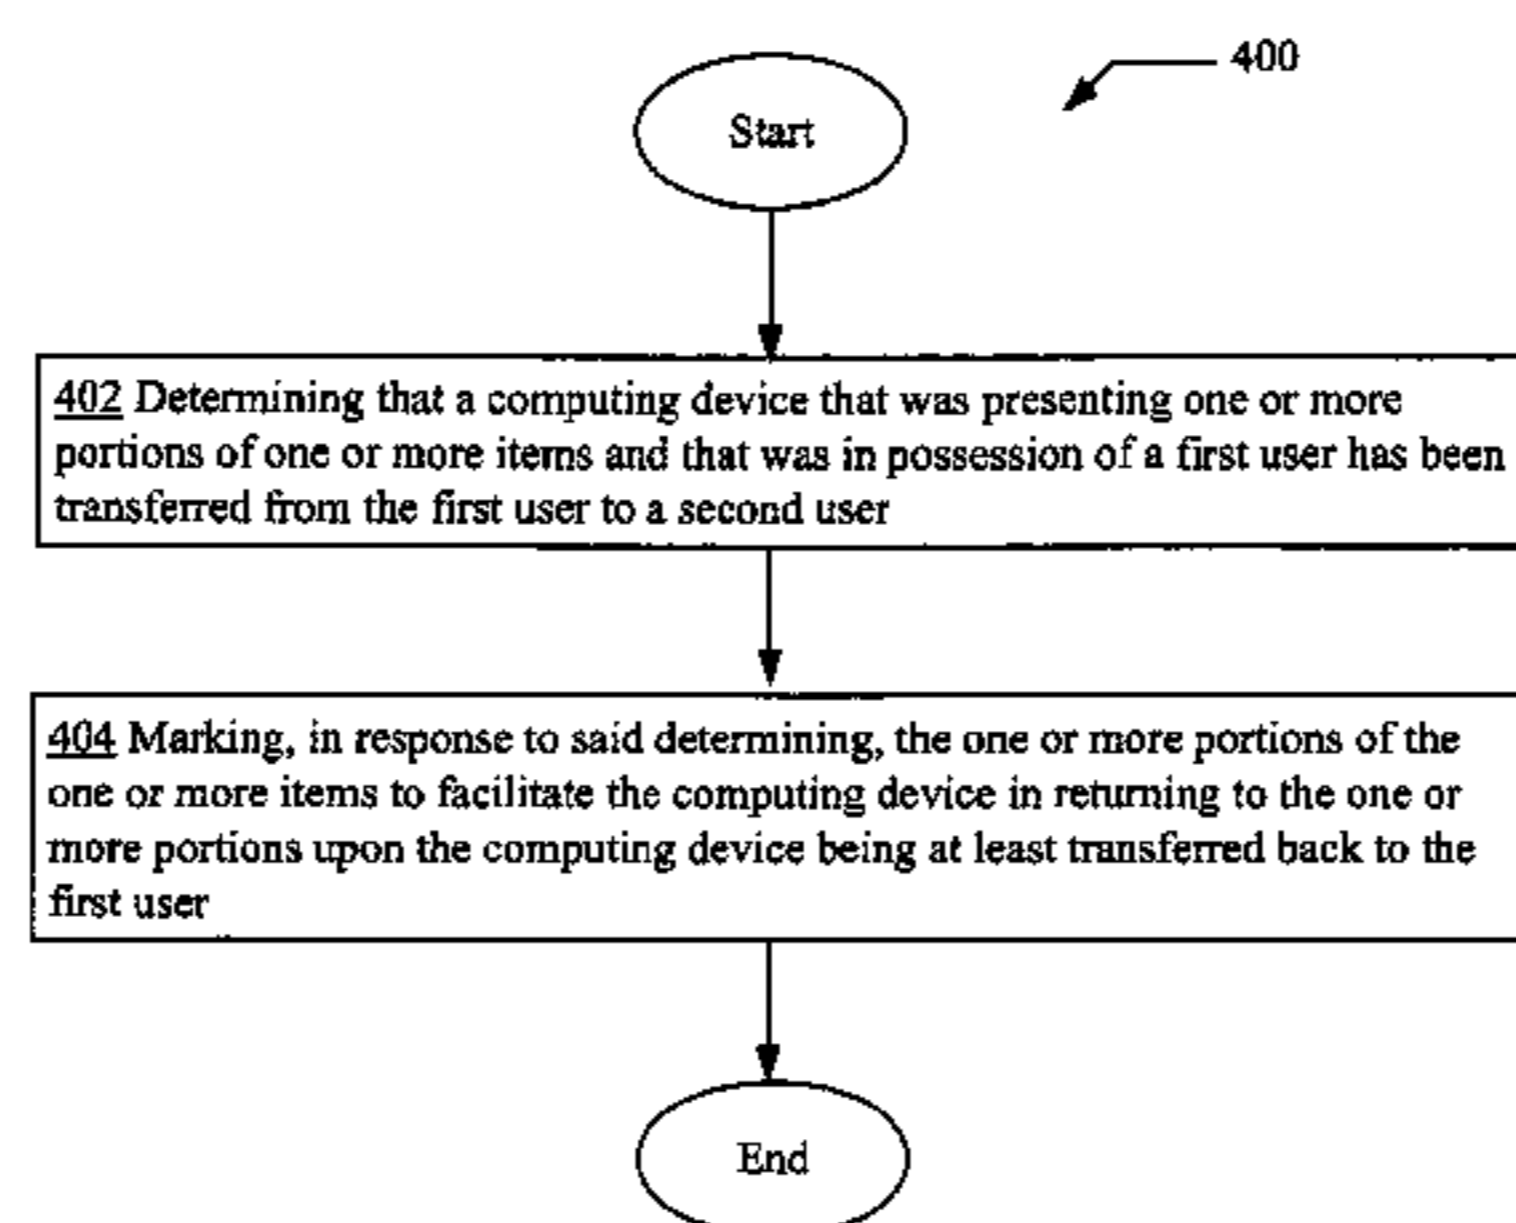 400
Start
402 Determining that a computing device that was presenting one or more
portions of one or more items and that was in possession of a first user has been
transferred from the first user to a second user
404 Marking, in response to said determining, the one or more portions of the
one or more items to facilitate the computing device in returning to the one or
more portions upon the computing device being at least transferred back to the
first user
End